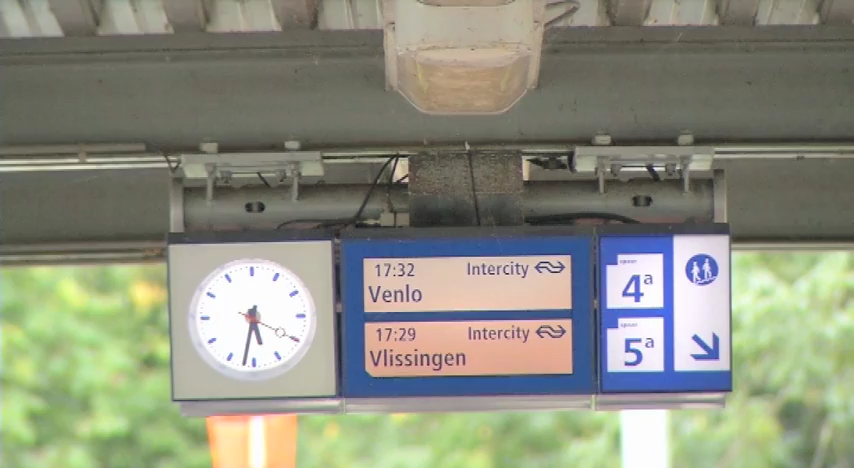 17:32 Intercity
Venlo
17:29 Intercity
Vlissingen
spoor
4a
spoor
5a